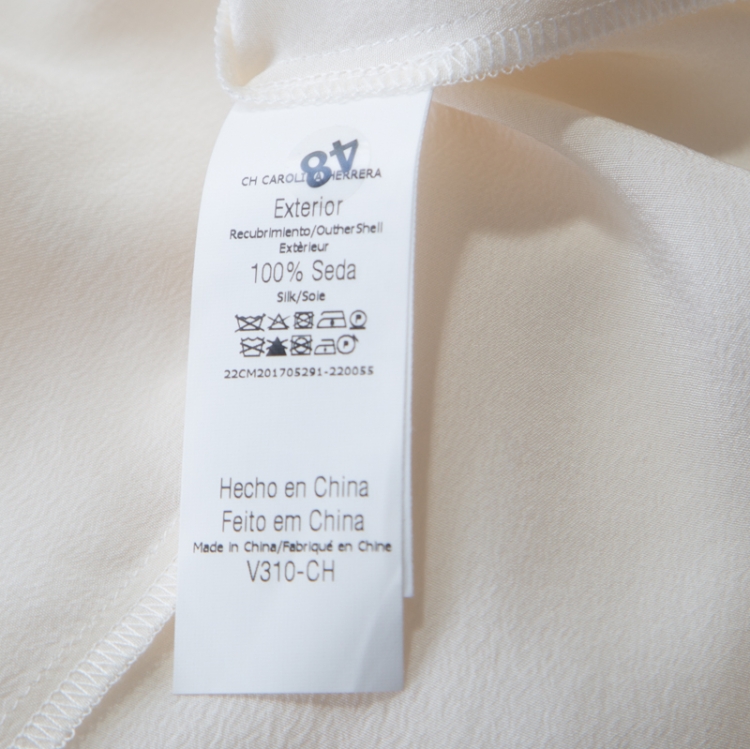 48
CH CAROLINA HERRERA
Exterior
Recubrimiento/OutherShell
Extèrieur
100% Seda
Silk/Soie
22CM201705291-220055
Hecho en China
Feito em China
Made in China/Fabriqué en Chine
V310-CH